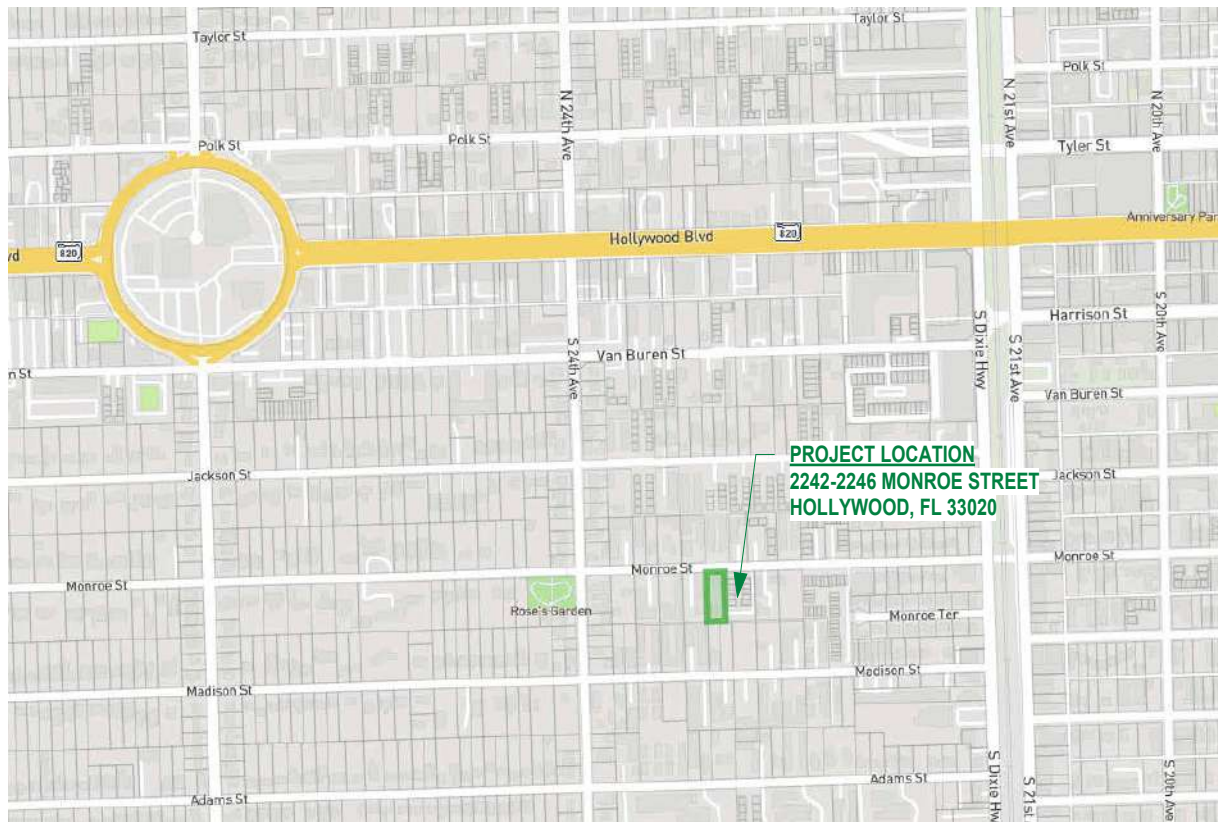 Taylor St
Taylor St
Polk St
N 24th Ave
N 21st Ave
N 20th Ave
Polk St
Polk St
Tyler St
Anniversary Par
vd
820
Hollywood Blvd
820
Harrison St
S 20th Ave
S 24th Ave
S Dixie Hwy
S 21st Ave
Van Buren St
n St
Van Buren St
Jackson St
PROJECT LOCATION
2242-2246 MONROE STREET
HOLLYWOOD, FL 33020
Jackson St
Monroe St
Monroe St
Monroe St
Rose's Garden
Monroe Ter
Madison St
Madison St
S Dixie Hw
S 21st
S 20th Ave
Adams St
Adams St